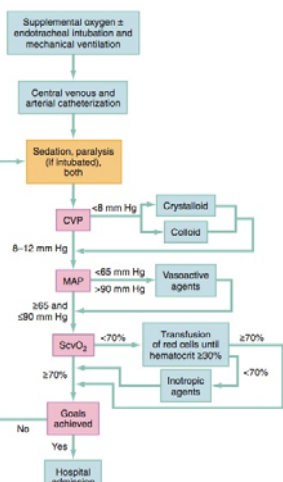 Supplemental oxygen ±
endotracheal intubation and
mechanical ventilation
Central venous and
arterial catheterization
Sedation, paralysis
(if intubated),
both
CVP
<8 mm Hg
Crystalloid
Colloid
8–12 mm Hg
MAP
<65 mm Hg
>90 mm Hg
Vasoactive
agents
≥65 and
≤90 mm Hg
ScvO₂
<70%
Transfusion
of red cells until
hematocrit ≥30%
≥70%
<70%
≥70%
Inotropic
agents
Goals
achieved
No
Yes
Hospital
admission